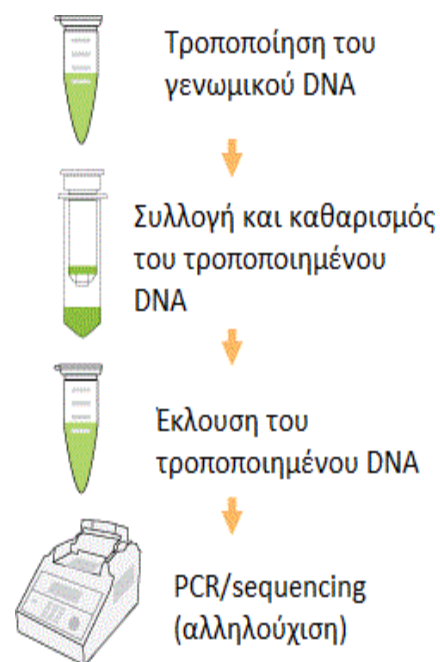 Τροποποίηση του
γενωμικού DNA
Συλλογή και καθαρισμός
του τροποποιημένου
DNA
Έκλουση του
τροποποιημένου DNA
PCR/sequencing
(αλληλούχιση)